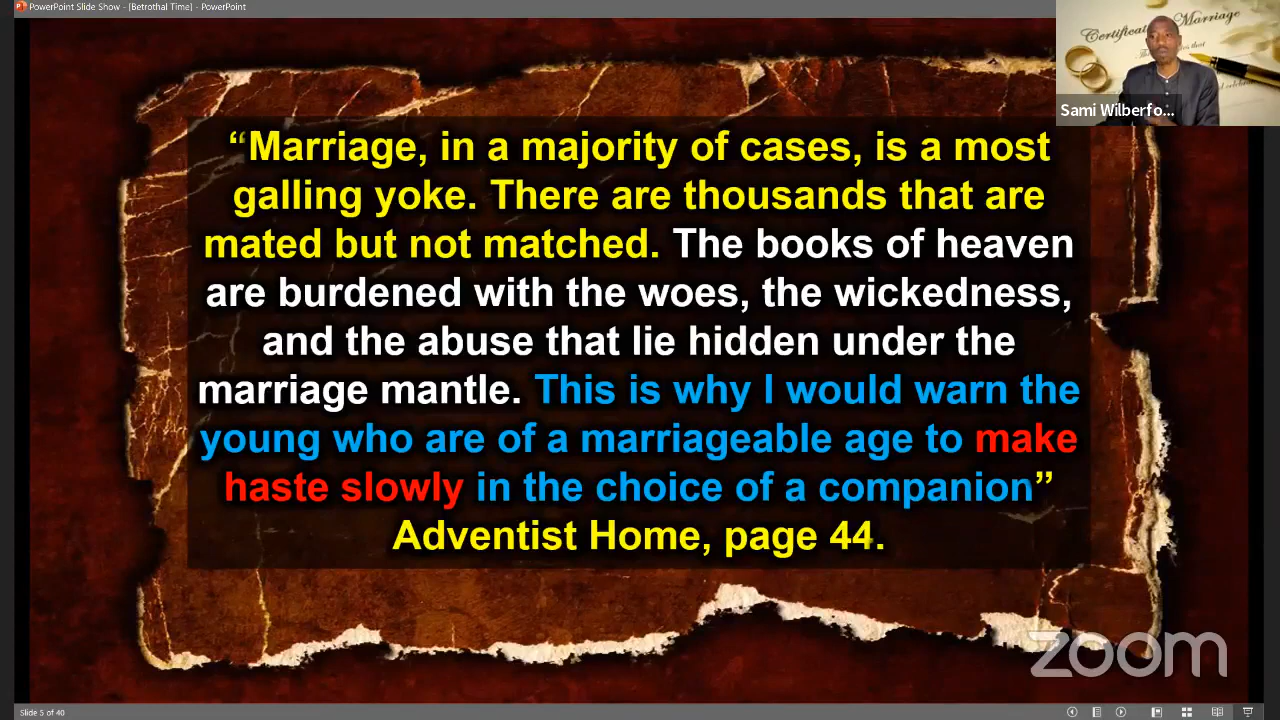 PowerPoint Slide Show - [Betrothal Time] - PowerPoint
Certificate Marriage
Sami Wilberfo...
“Marriage, in a majority of cases, is a most
galling yoke. There are thousands that are
mated but not matched. The books of heaven
are burdened with the woes, the wickedness,
and the abuse that lie hidden under the
marriage mantle. This is why I would warn the
young who are of a marriageable age to make
haste slowly in the choice of a companion”
Adventist Home, page 44.
zoom
Slide 5 of 40